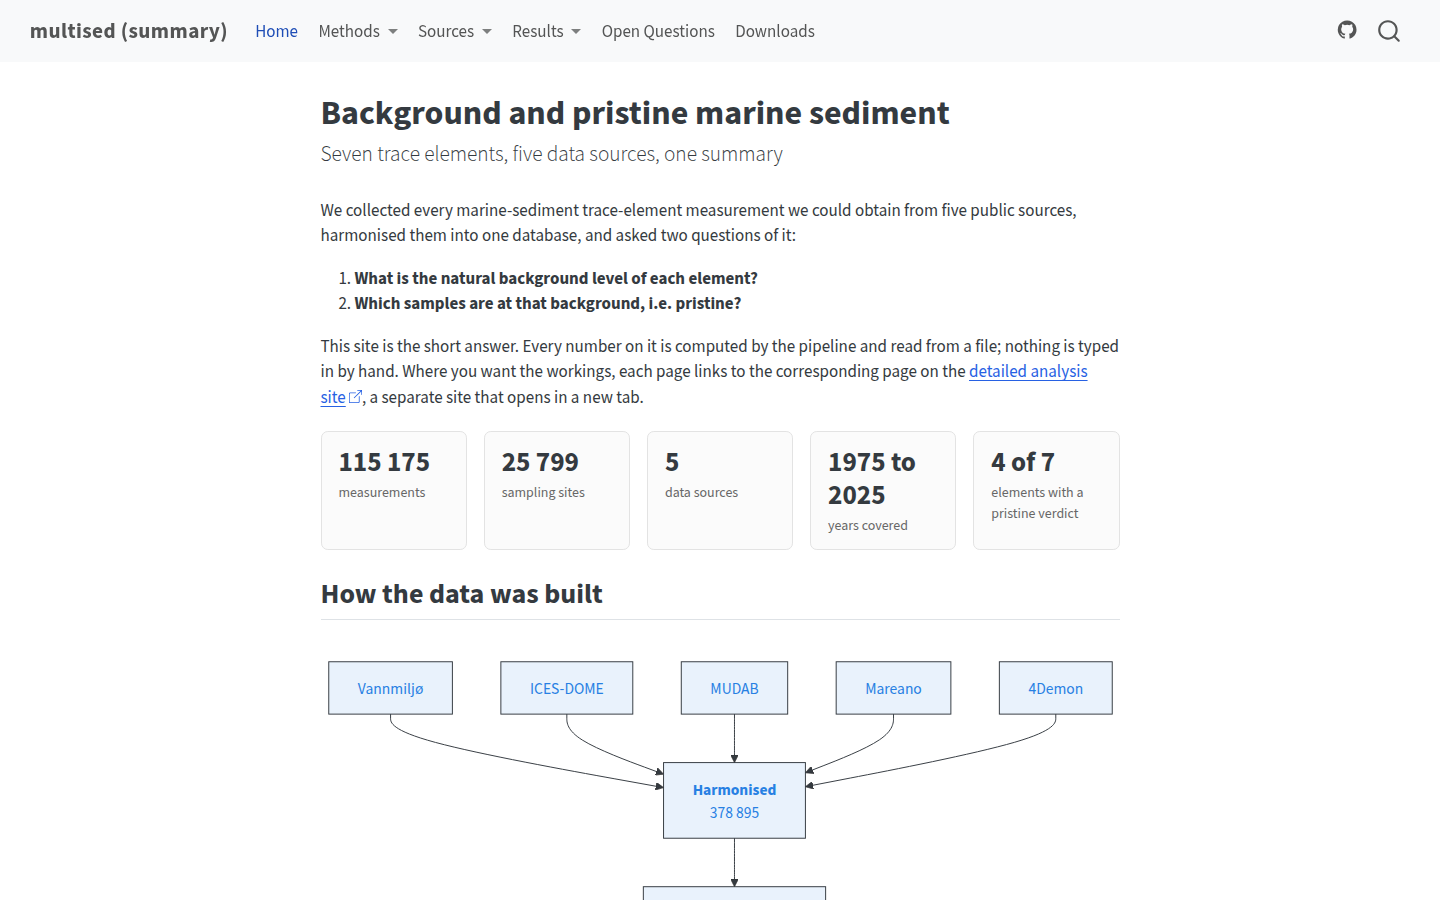 multised (summary) Home Methods Sources Results Open Questions Downloads
Background and pristine marine sediment
Seven trace elements, five data sources, one summary
We collected every marine-sediment trace-element measurement we could obtain from five public sources,
harmonised them into one database, and asked two questions of it:
1. What is the natural background level of each element?
2. Which samples are at that background, i.e. pristine?
This site is the short answer. Every number on it is computed by the pipeline and read from a file; nothing is typed
in by hand. Where you want the workings, each page links to the corresponding page on the detailed analysis
site, a separate site that opens in a new tab.
115 175
measurements
25 799
sampling sites
5
data sources
1975 to
2025
years covered
4 of 7
elements with a
pristine verdict
How the data was built
Vannmiljø ICES-DOME MUDAB Mareano 4Demon
Harmonised
378 895